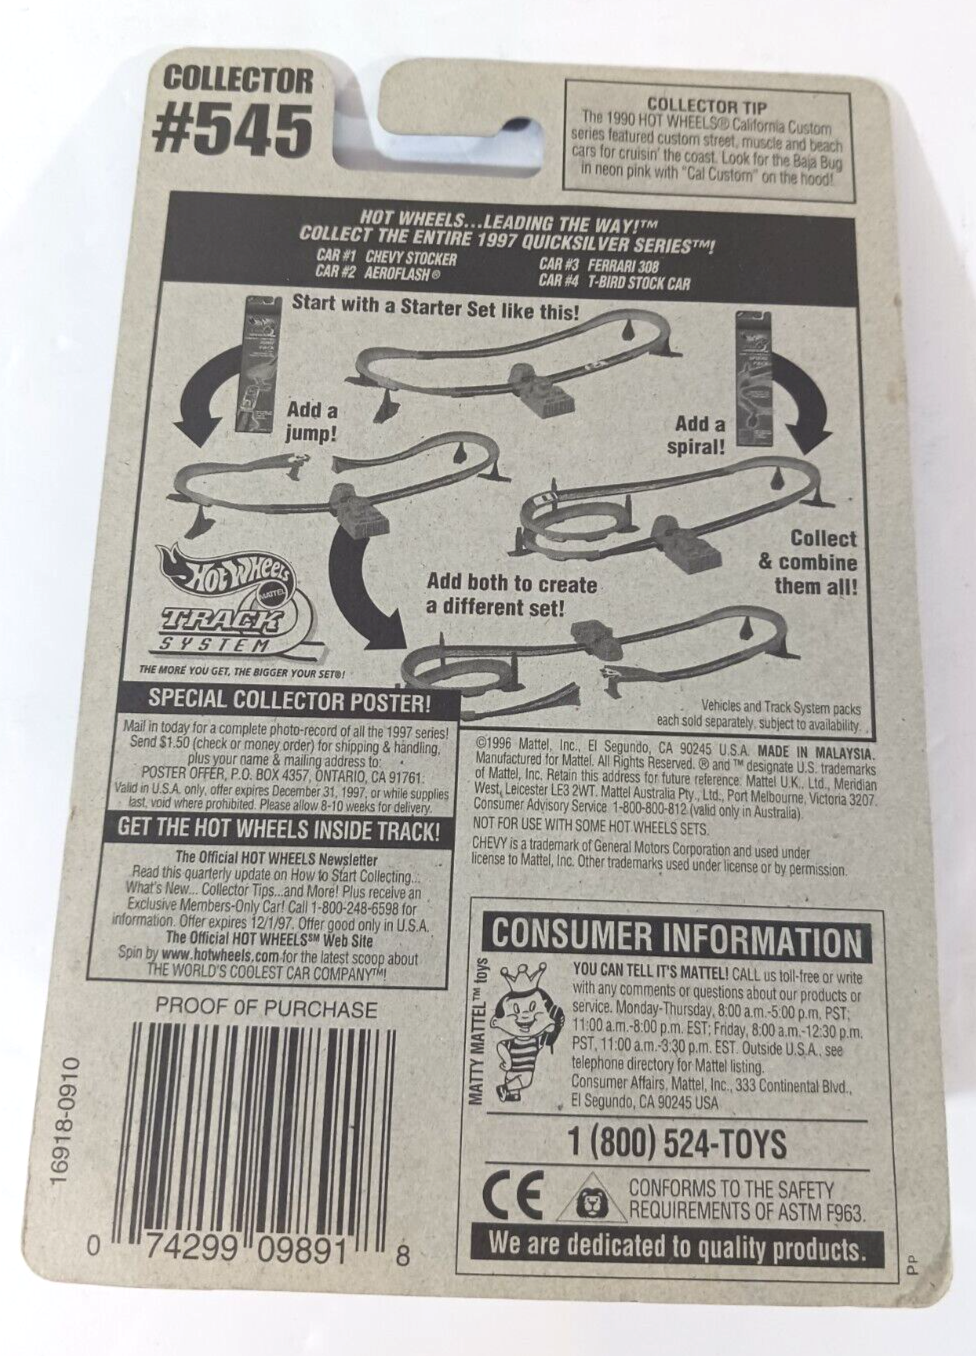 COLLECTOR
#545
COLLECTOR TIP
The 1990 HOT WHEELS® California Custom
series featured custom street, muscle and beach
cars for cruisin' the coast. Look for the Baja Bug
in neon pink with "Cal Custom" on the hood!
HOT WHEELS...LEADING THE WAY!™
COLLECT THE ENTIRE 1997 QUICKSILVER SERIES™!
CAR #1 CHEVY STOCKER
CAR #2 AEROFLASH®
CAR #3 FERRARI 308
CAR #4 T-BIRD STOCK CAR
Start with a Starter Set like this!
Add a
jump!
Add a
spiral!
Collect
& combine
them all!
Add both to create
a different set!
Hot Wheels
MATTEL
TRACK
SYSTEM
THE MORE YOU GET, THE BIGGER YOUR SET®!
Vehicles and Track System packs
each sold separately, subject to availability.
SPECIAL COLLECTOR POSTER!
Mail in today for a complete photo-record of all the 1997 series!
Send $1.50 (check or money order) for shipping & handling,
plus your name & mailing address to:
POSTER OFFER, P.O. BOX 4357, ONTARIO, CA 91761.
Valid in U.S.A. only, offer expires December 31, 1997, or while supplies
last, void where prohibited. Please allow 8-10 weeks for delivery.
GET THE HOT WHEELS INSIDE TRACK!
The Official HOT WHEELS Newsletter
Read this quarterly update on How to Start Collecting...
What's New... Collector Tips...and More! Plus receive an
Exclusive Members-Only Car! Call 1-800-248-6598 for
information. Offer expires 12/1/97. Offer good only in U.S.A.
The Official HOT WHEELS℠ Web Site
Spin by www.hotwheels.com for the latest scoop about
THE WORLD'S COOLEST CAR COMPANY™!
©1996 Mattel, Inc., El Segundo, CA 90245 U.S.A. MADE IN MALAYSIA.
Manufactured for Mattel. All Rights Reserved. ® and ™ designate U.S. trademarks
of Mattel, Inc. Retain this address for future reference: Mattel U.K., Ltd., Meridian
West, Leicester LE3 2WT. Mattel Australia Pty., Ltd., Port Melbourne, Victoria 3207.
Consumer Advisory Service 1-800-800-812 (valid only in Australia).
NOT FOR USE WITH SOME HOT WHEELS SETS.
CHEVY is a trademark of General Motors Corporation and used under
license to Mattel, Inc. Other trademarks used under license or by permission.
PROOF OF PURCHASE
16918-0910
0 74299 09891 8
CONSUMER INFORMATION
MATTY MATTEL™ toys
YOU CAN TELL IT'S MATTEL! CALL us toll-free or write
with any comments or questions about our products or
service. Monday-Thursday, 8:00 a.m.-5:00 p.m. PST;
11:00 a.m.-8:00 p.m. EST; Friday, 8:00 a.m.-12:30 p.m.
PST, 11:00 a.m.-3:30 p.m. EST. Outside U.S.A., see
telephone directory for Mattel listing.
Consumer Affairs, Mattel, Inc., 333 Continental Blvd.,
El Segundo, CA 90245 USA
1 (800) 524-TOYS
CE
CONFORMS TO THE SAFETY
REQUIREMENTS OF ASTM F963.
We are dedicated to quality products.
PP